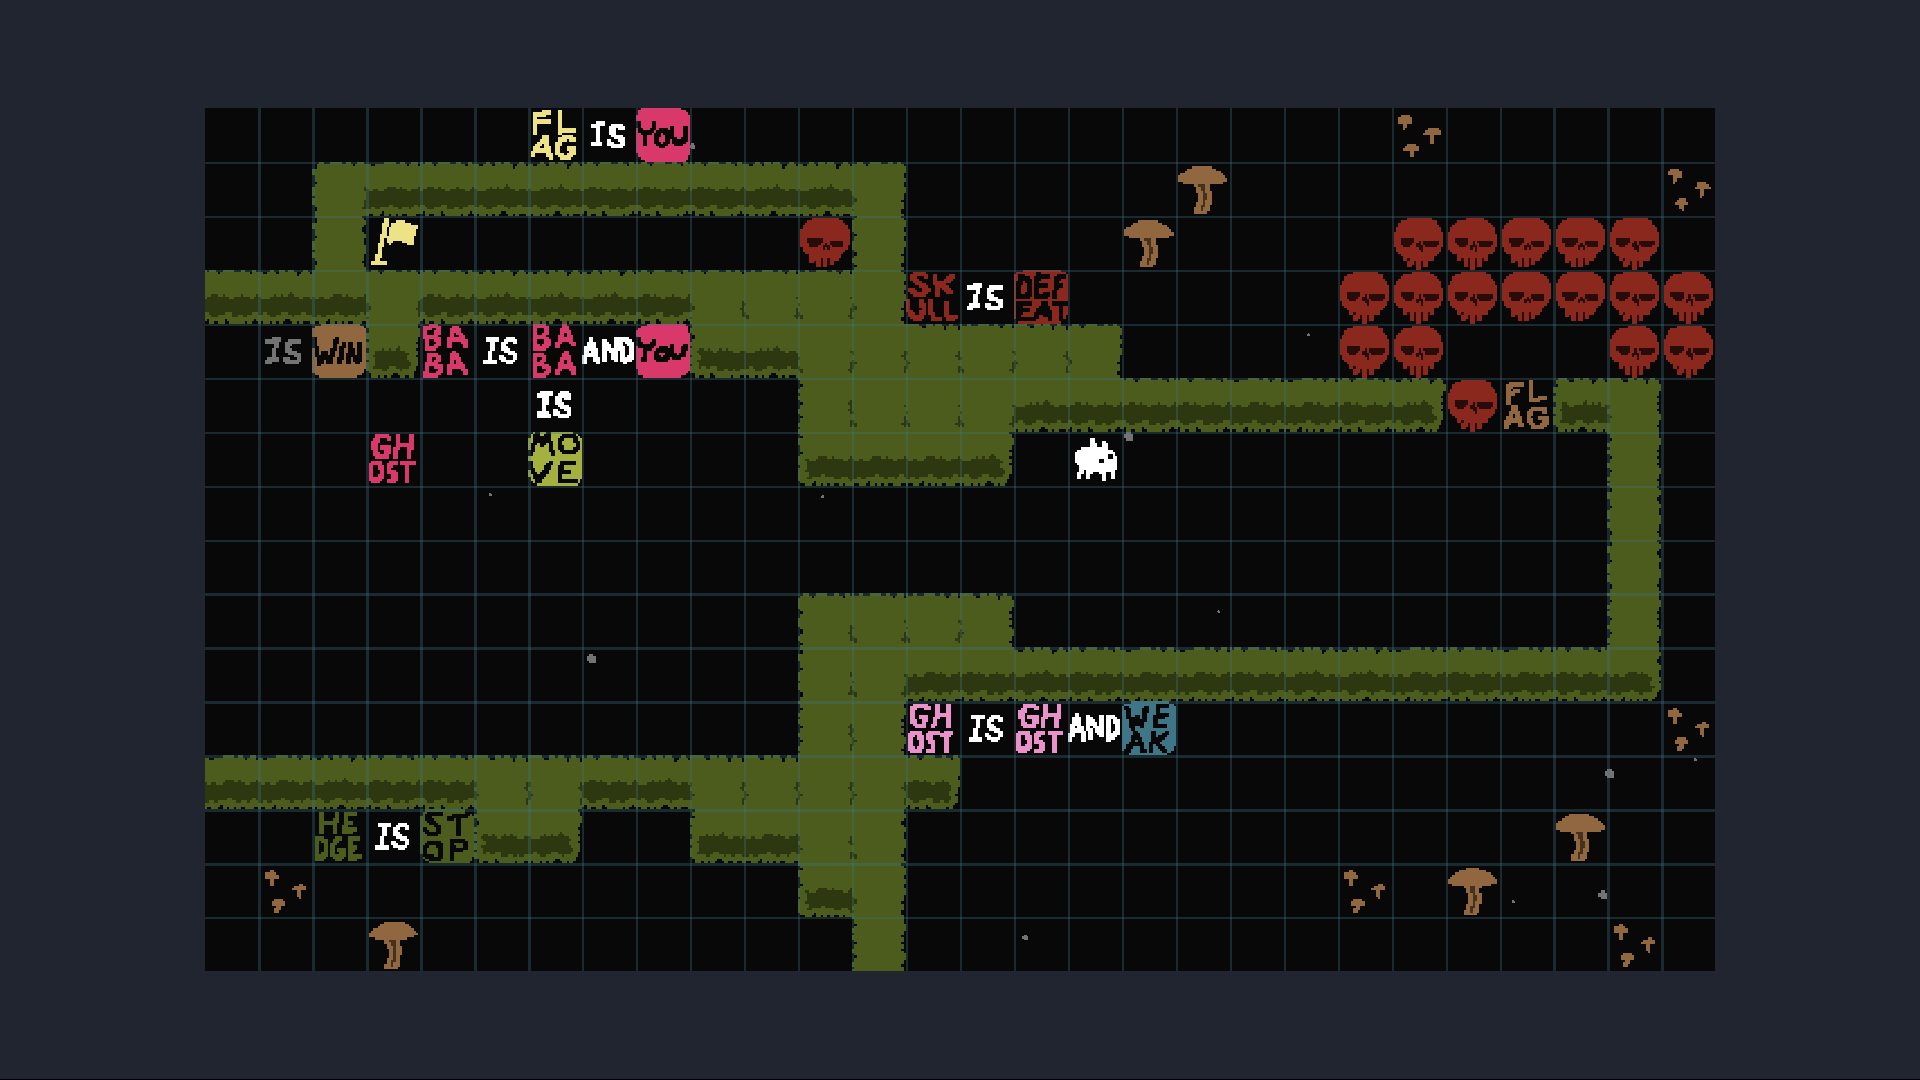 FLAG IS YOU
SKULL IS DEFEAT
IS WIN BABA IS BABA AND YOU
IS
FLAG
GHOST MOVE
GHOST IS GHOST AND WEAK
HEDGE IS STOP